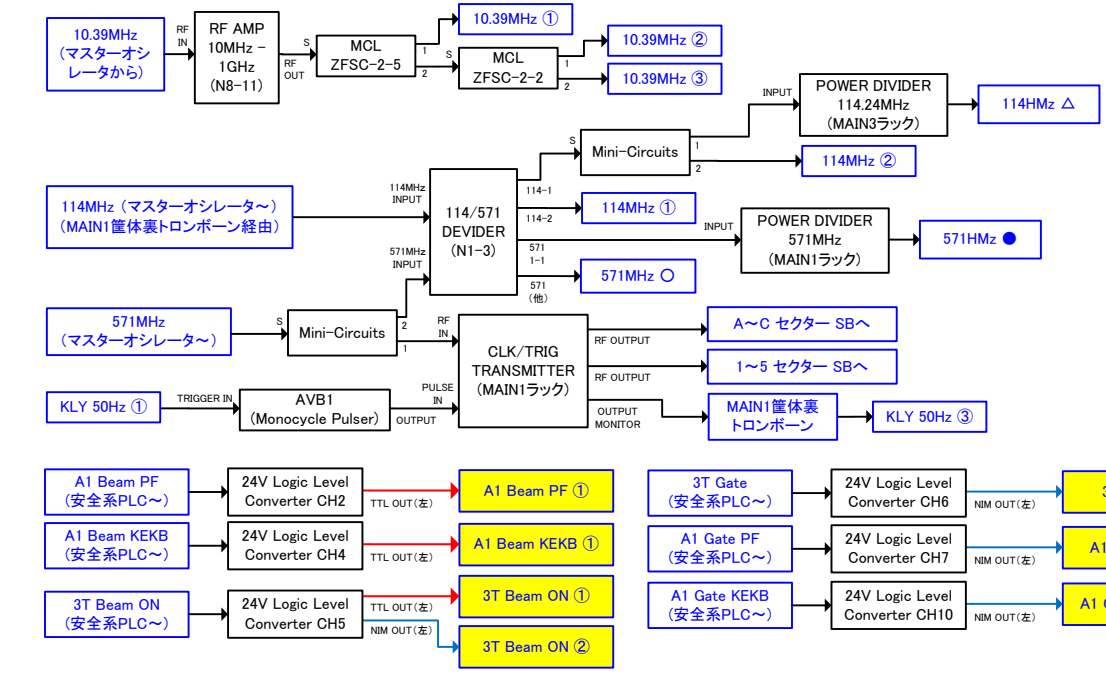 10.39MHz
(マスターオシ
レータから)
RF
IN
RF AMP
10MHz –
1GHz
(N8-11)
RF
OUT
S
MCL
ZFSC-2-5
1
2
10.39MHz ①
S
MCL
ZFSC-2-2
1
2
10.39MHz ②
10.39MHz ③
114MHz (マスターオシレータ～)
(MAIN1筐体裏トロンボーン経由)
114MHz
INPUT
571MHz
INPUT
114/571
DEVIDER
(N1-3)
114-1
114-2
571
1-1
571
(他)
S
Mini-Circuits
1
2
INPUT
POWER DIVIDER
114.24MHz
(MAIN3ラック)
114HMz △
114MHz ②
114MHz ①
INPUT
POWER DIVIDER
571MHz
(MAIN1ラック)
571HMz ●
571MHz ○
571MHz
(マスターオシレータ～)
S
Mini-Circuits
2
1
RF
IN
CLK/TRIG
TRANSMITTER
(MAIN1ラック)
RF OUTPUT
A～C セクター SBへ
RF OUTPUT
1～5 セクター SBへ
OUTPUT
MONITOR
MAIN1筐体裏
トロンボーン
KLY 50Hz ③
KLY 50Hz ①
TRIGGER IN
AVB1
(Monocycle Pulser)
OUTPUT
PULSE
IN
A1 Beam PF
(安全系PLC～)
24V Logic Level
Converter CH2
TTL OUT(左)
A1 Beam PF ①
A1 Beam KEKB
(安全系PLC～)
24V Logic Level
Converter CH4
TTL OUT(左)
A1 Beam KEKB ①
3T Beam ON
(安全系PLC～)
24V Logic Level
Converter CH5
TTL OUT(左)
NIM OUT(左)
3T Beam ON ①
3T Beam ON ②
3T Gate
(安全系PLC～)
24V Logic Level
Converter CH6
NIM OUT(左)
3
A1 Gate PF
(安全系PLC～)
24V Logic Level
Converter CH7
NIM OUT(左)
A1
A1 Gate KEKB
(安全系PLC～)
24V Logic Level
Converter CH10
NIM OUT(左)
A1